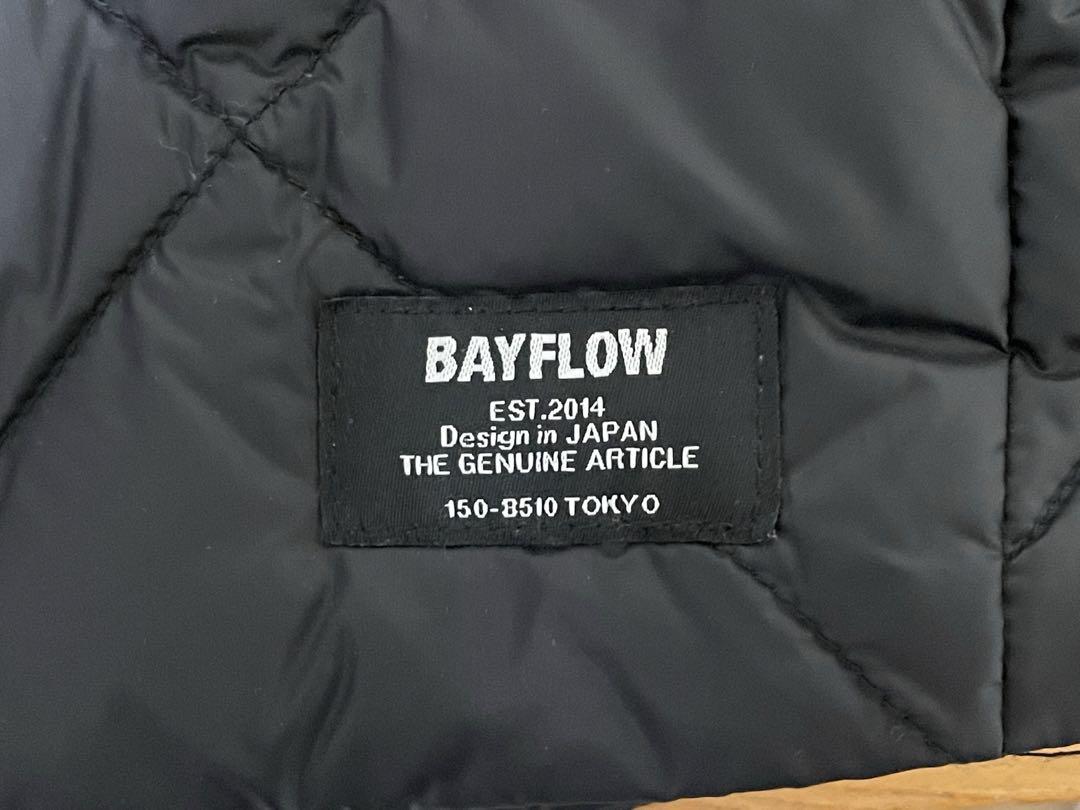 BAYFLOW
EST.2014
Design in JAPAN
THE GENUINE ARTICLE
150-8510 TOKYO